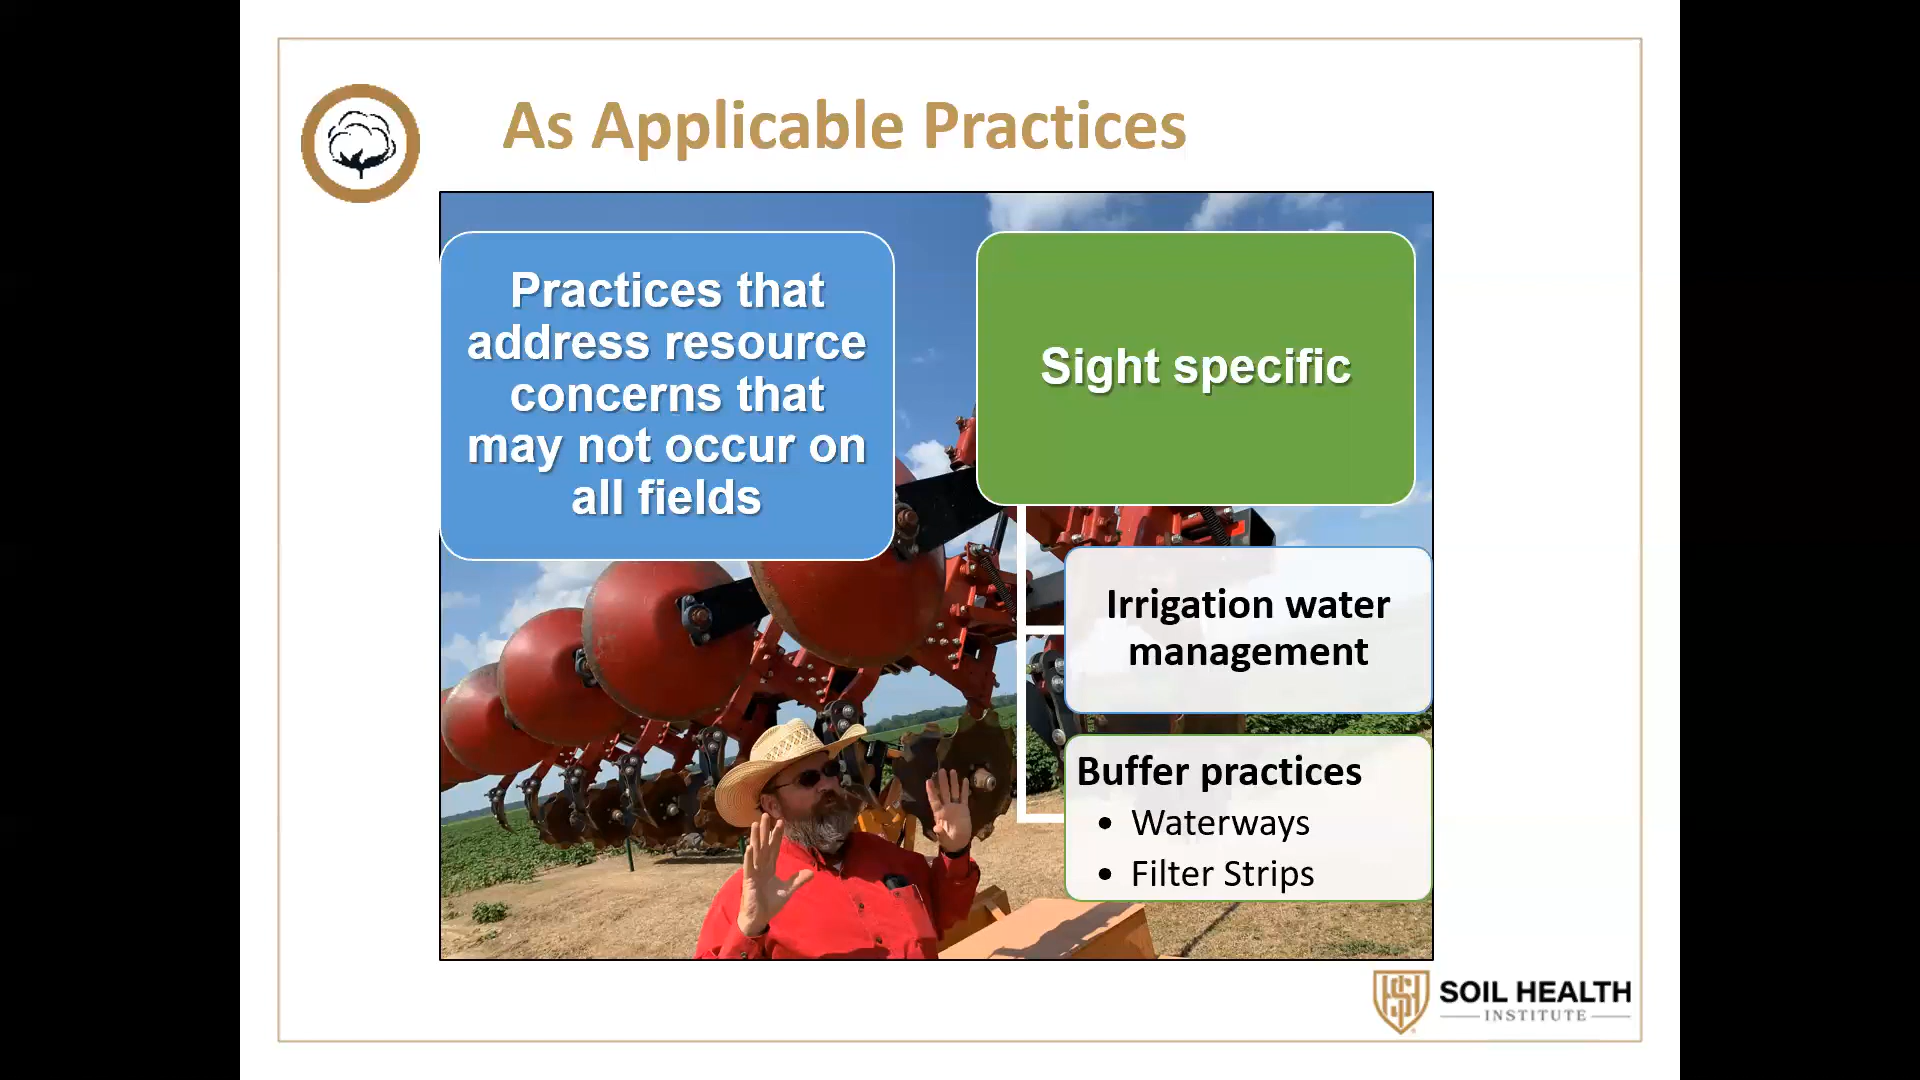 As Applicable Practices
Practices that
address resource
concerns that
may not occur on
all fields
Sight specific
Irrigation water
management
Buffer practices
• Waterways
• Filter Strips
SOIL HEALTH
INSTITUTE